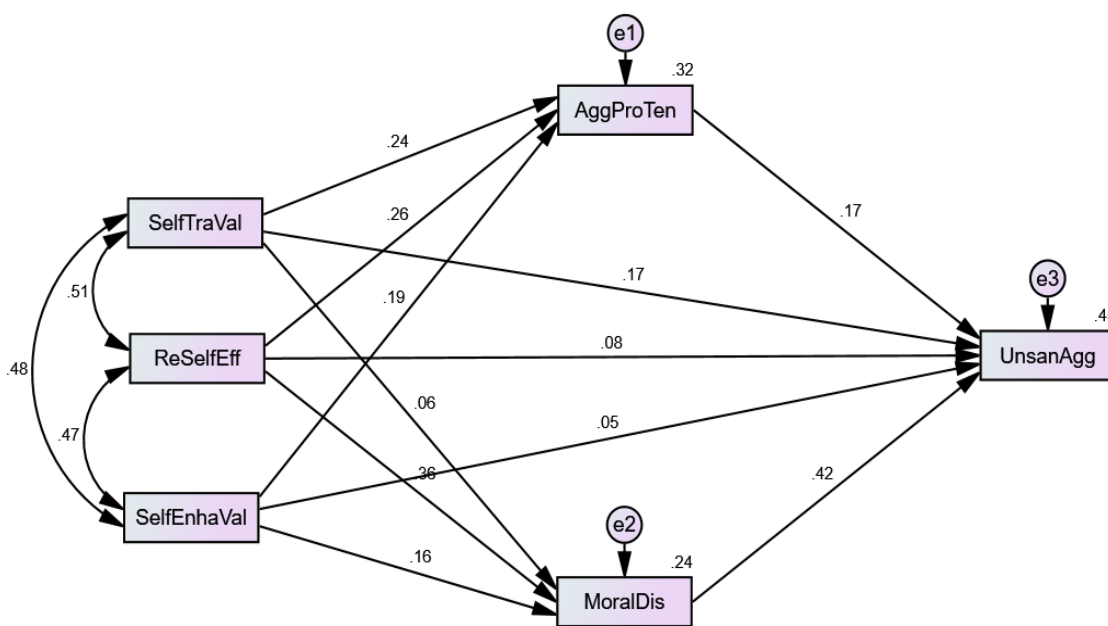 e1
.32
AggProTen
.24
.26
.17
SelfTraVal
.17
e3
.51
.19
ReSelfEff
.08
UnsanAgg
.48
.06
.05
.47
.36
.42
SelfEnhaVal
e2
.16
.24
MoralDis